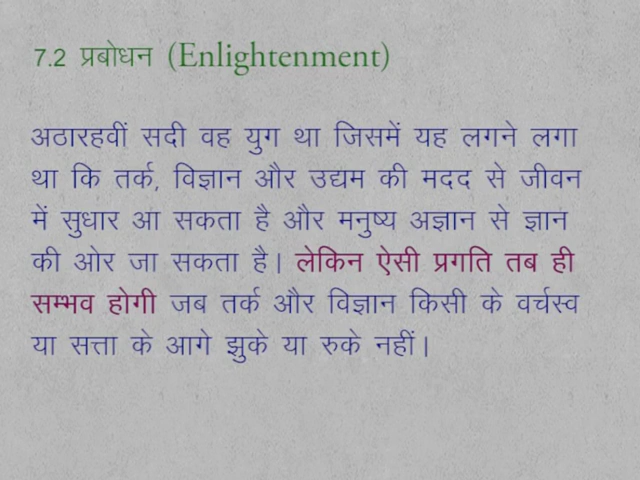 7.2 प्रबोधन (Enlightenment)
अठारहवीं सदी वह युग था जिसमें यह लगने लगा
था कि तर्क, विज्ञान और उद्यम की मदद से जीवन
में सुधार आ सकता है और मनुष्य अज्ञान से ज्ञान
की ओर जा सकता है। लेकिन ऐसी प्रगति तब ही
सम्भव होगी जब तर्क और विज्ञान किसी के वर्चस्व
या सत्ता के आगे झुके या रुके नहीं।